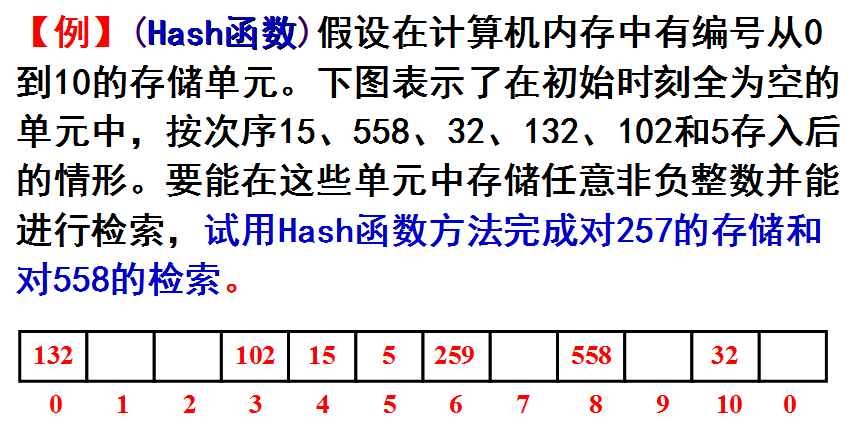 【例】(Hash函数)假设在计算机内存中有编号从0
到10的存储单元。下图表示了在初始时刻全为空的
单元中，按次序15、558、32、132、102和5存入后
的情形。要能在这些单元中存储任意非负整数并能
进行检索，试用Hash函数方法完成对257的存储和
对558的检索。
132 102 15 5 259 558 32
0 1 2 3 4 5 6 7 8 9 10 0